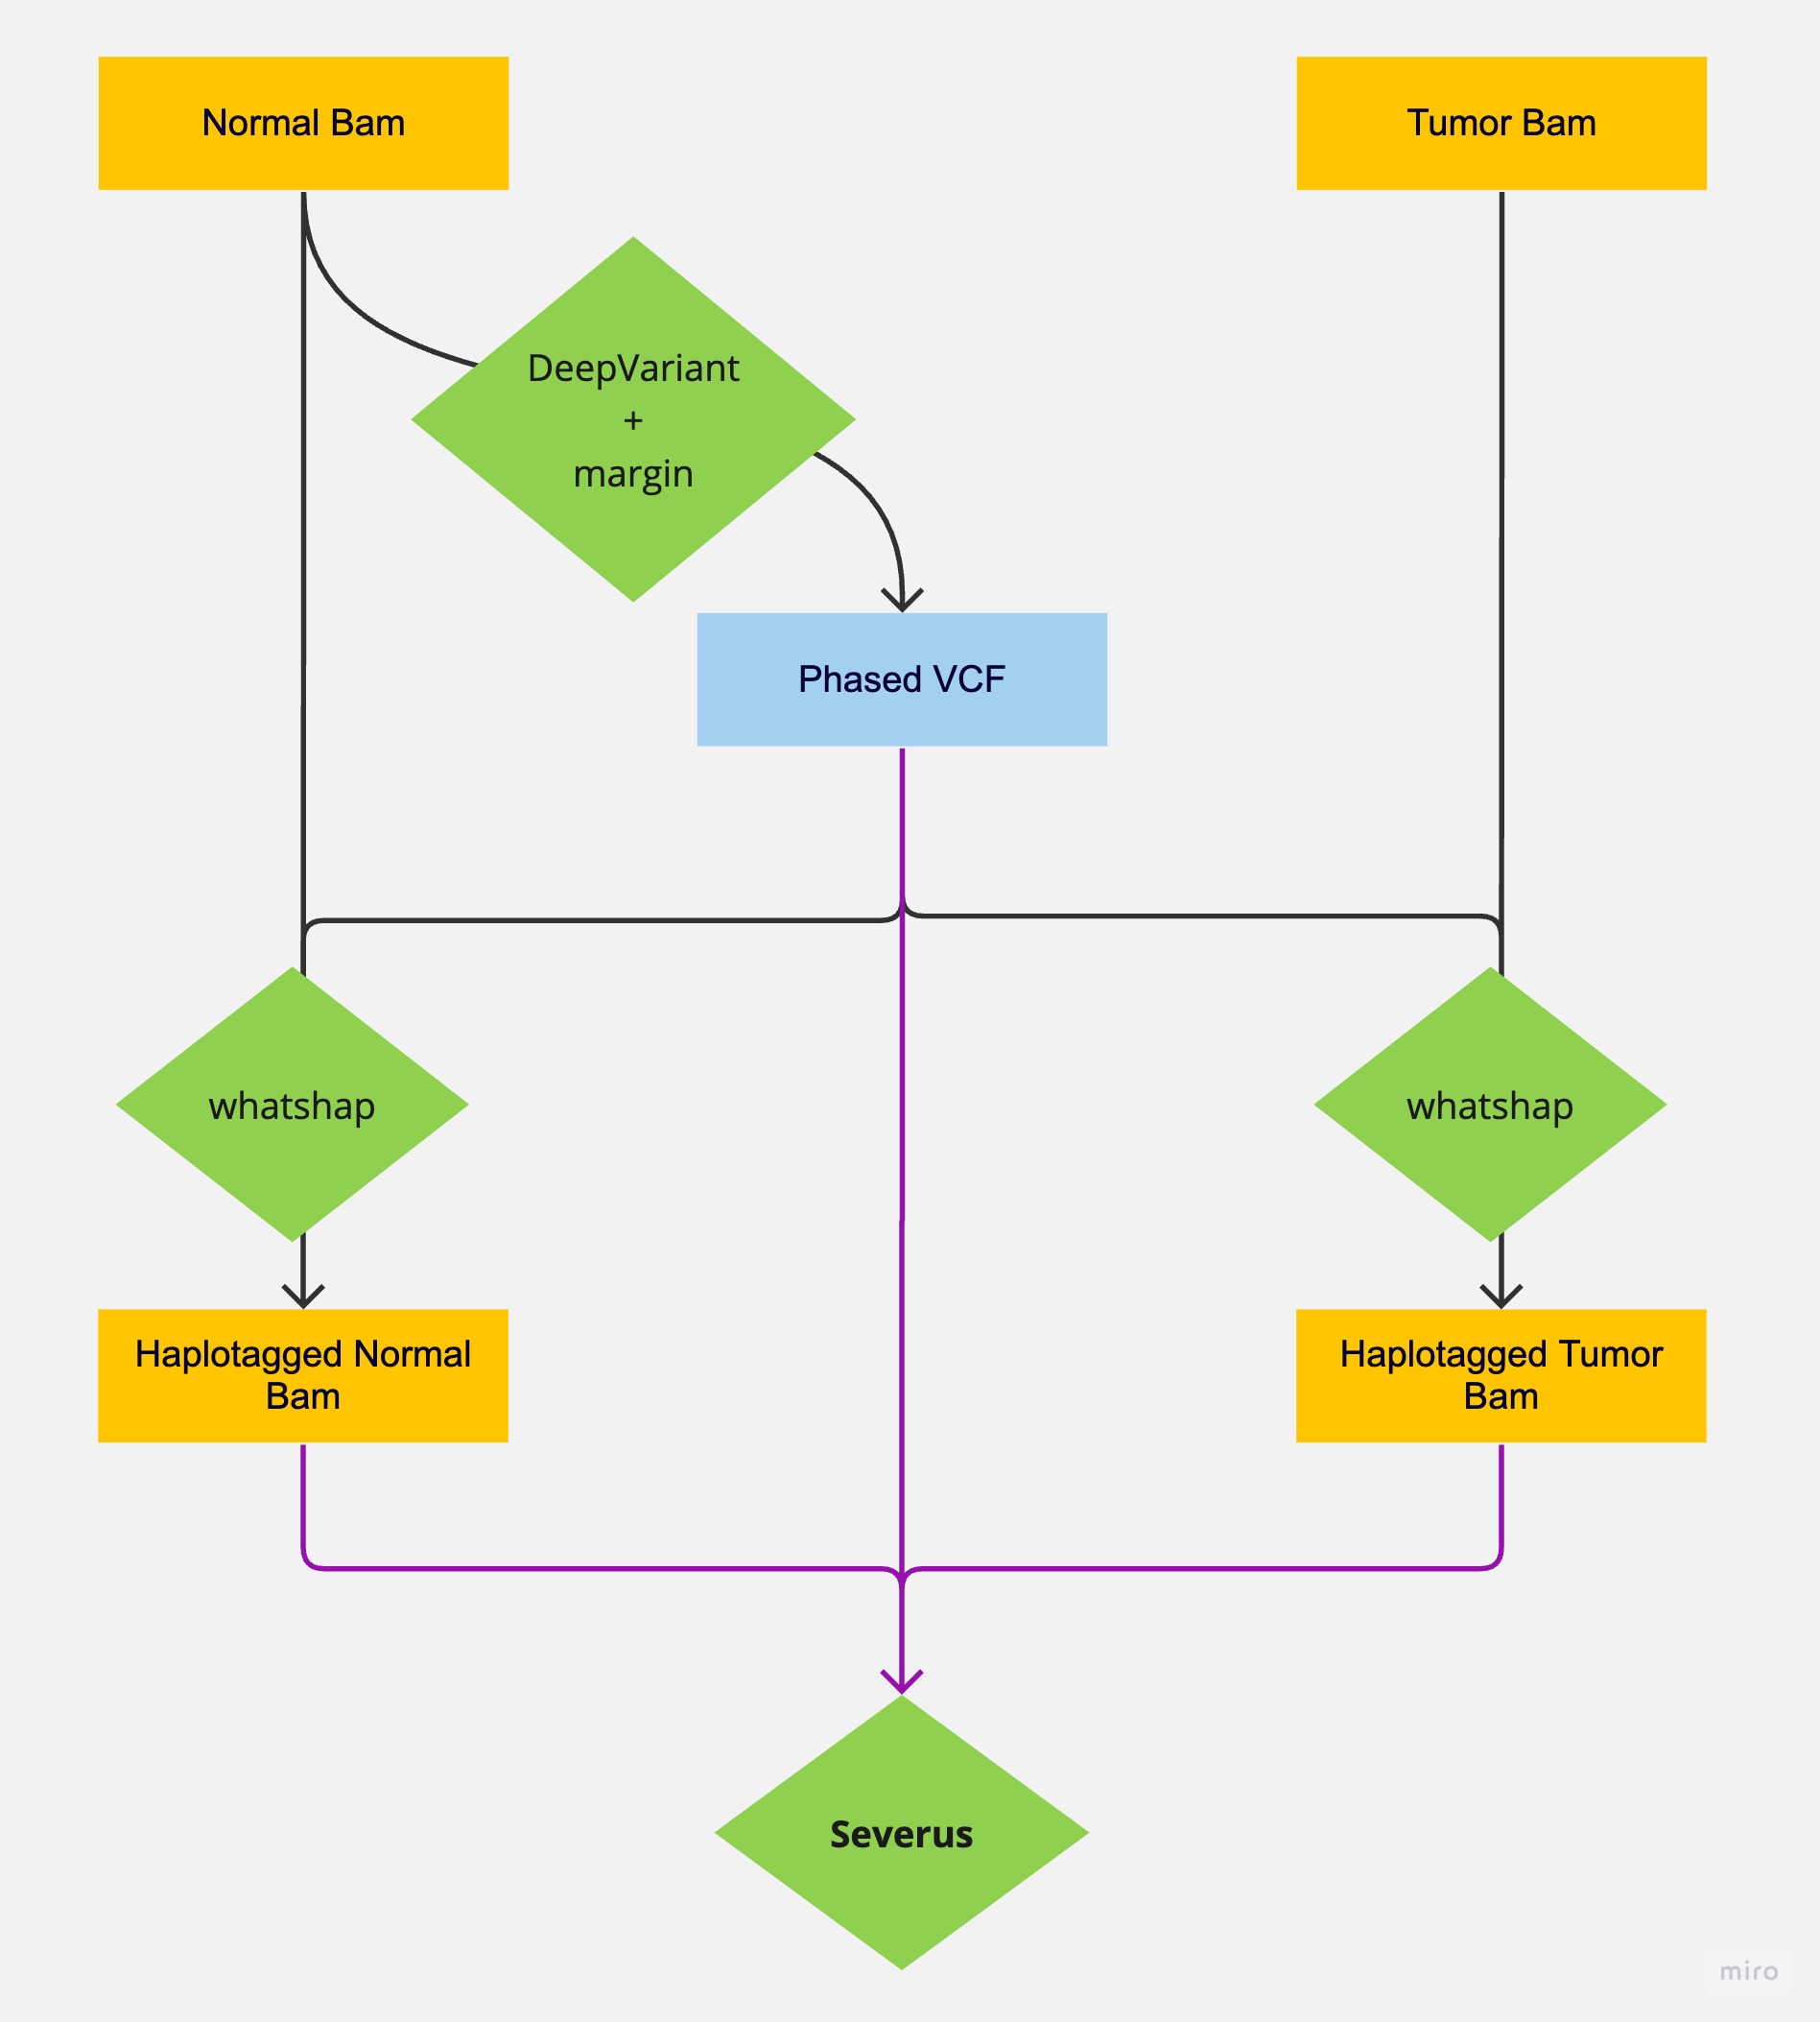 Normal Bam
Tumor Bam
DeepVariant
+
margin
Phased VCF
whatshap
whatshap
Haplotagged Normal
Bam
Haplotagged Tumor
Bam
Severus
miro